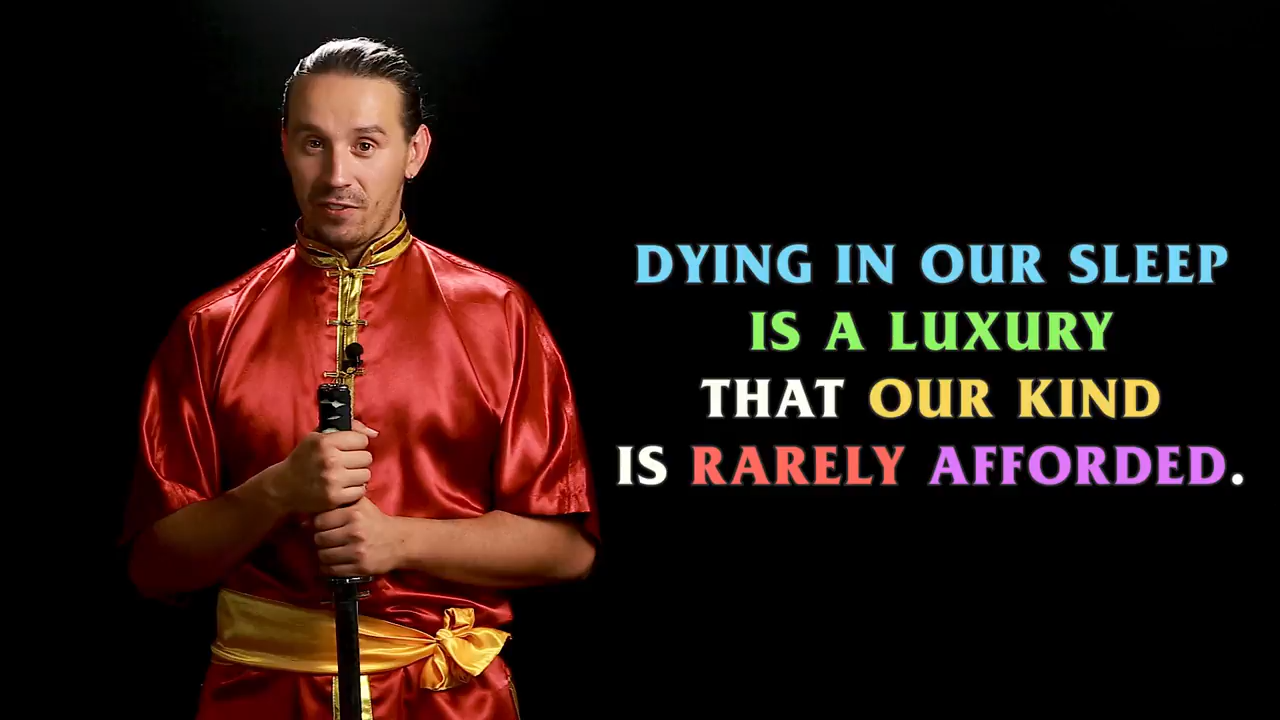 DYING IN OUR SLEEP
IS A LUXURY
THAT OUR KIND
IS RARELY AFFORDED.